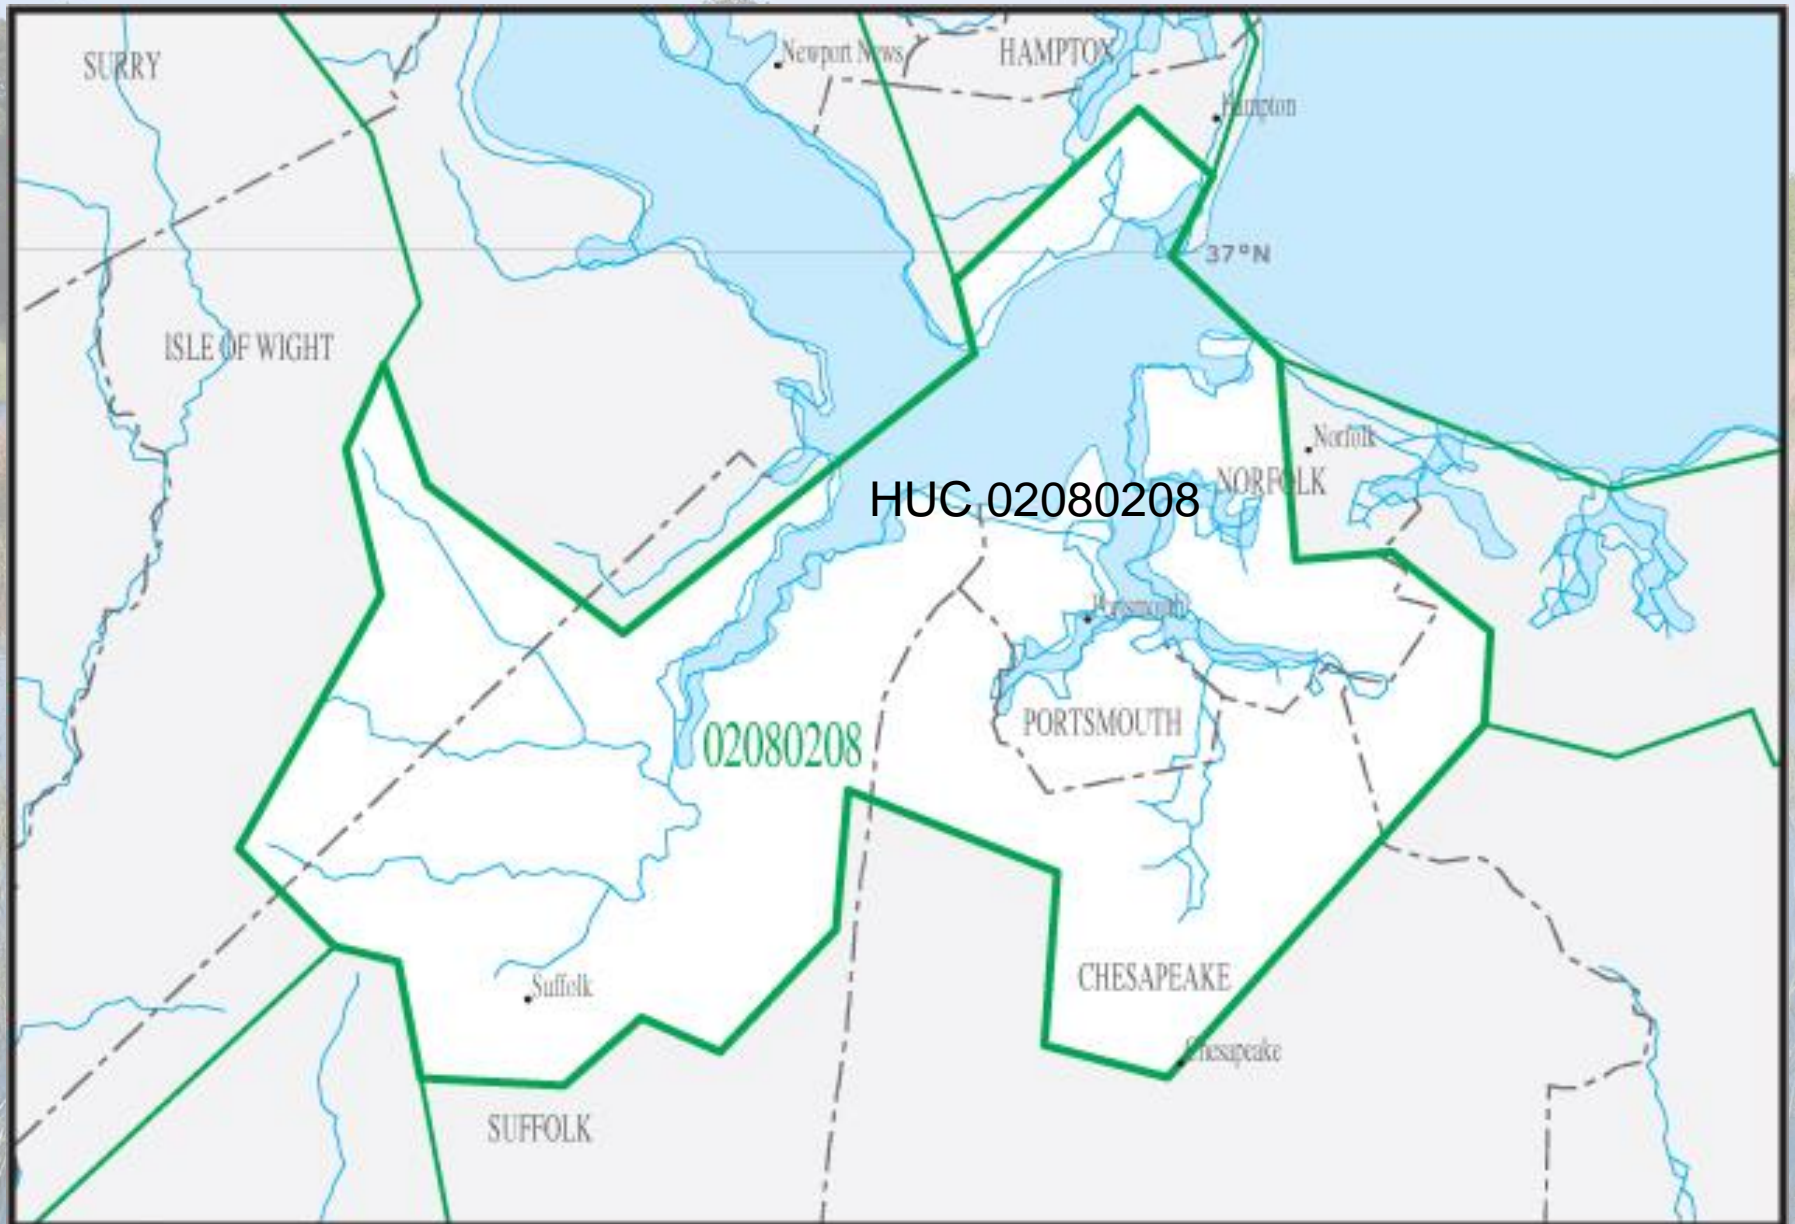 SURRY
Newport News
HAMPTON
Hampton
37°N
ISLE OF WIGHT
Norfolk
NORFOLK
HUC 02080208
Portsmouth
PORTSMOUTH
02080208
CHESAPEAKE
Suffolk
Chesapeake
SUFFOLK